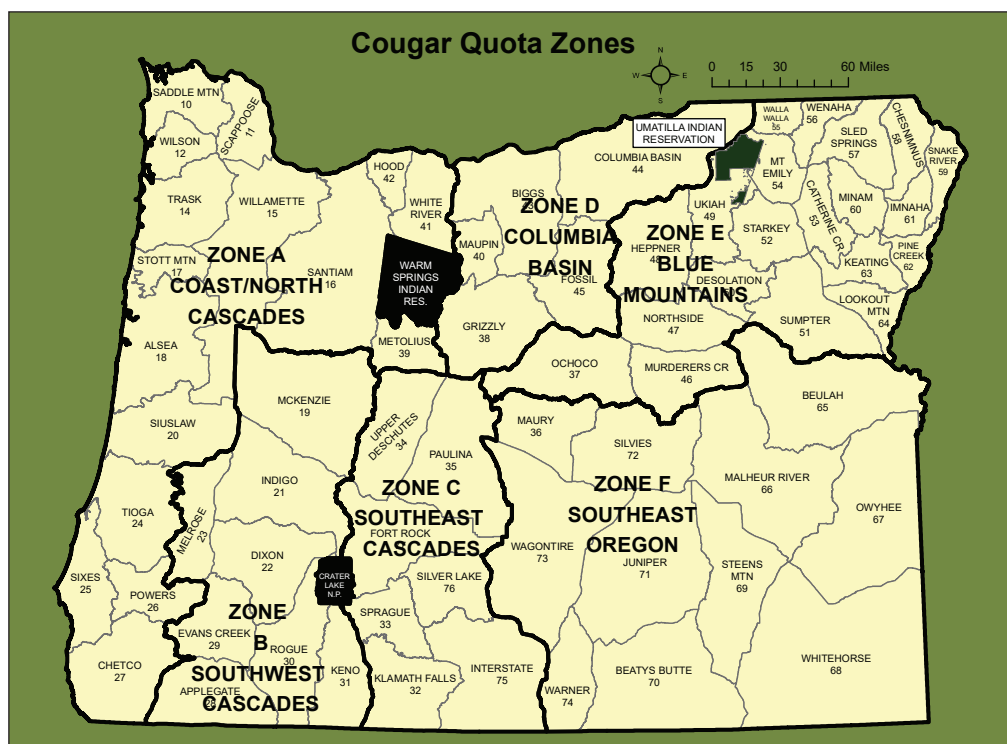 Cougar Quota Zones
N
W
E
S
0 15 30 60 Miles
SADDLE MTN
10
SCAPPOOSE
11
WILSON
12
TRASK
14
WILLAMETTE
15
STOTT MTN
17
ZONE A
COAST/NORTH
CASCADES
SANTIAM
16
ALSEA
18
SIUSLAW
20
HOOD
42
WHITE
RIVER
41
WARM
SPRINGS
INDIAN
RES.
METOLIUS
39
MAUPIN
40
BIGGS
ZONE D
COLUMBIA
BASIN
COLUMBIA BASIN
44
FOSSIL
45
GRIZZLY
38
UMATILLA INDIAN
RESERVATION
WALLA
WALLA
55
WENAHA
56
SLED
SPRINGS
57
CHESNIMNUS
58
SNAKE
RIVER
59
MT
EMILY
54
MINAM
60
IMNAHA
61
CATHERINE CR
53
PINE
CREEK
62
UKIAH
49
STARKEY
52
KEATING
63
HEPPNER
48
ZONE E
BLUE
MOUNTAINS
DESOLATION
LOOKOUT
MTN
64
NORTHSIDE
47
SUMPTER
51
OCHOCO
37
MURDERERS CR
46
MCKENZIE
19
UPPER
DESCHUTES
34
PAULINA
35
MAURY
36
SILVIES
72
BEULAH
65
INDIGO
21
ZONE C
SOUTHEAST
CASCADES
FORT ROCK
ZONE F
SOUTHEAST
OREGON
MALHEUR RIVER
66
OWYHEE
67
TIOGA
24
MELROSE
23
DIXON
22
WAGONTIRE
73
JUNIPER
71
STEENS
MTN
69
SIXES
25
POWERS
26
CRATER
LAKE
N.P.
SILVER LAKE
76
SPRAGUE
33
ZONE
B
SOUTHWEST
CASCADES
EVANS CREEK
29
ROGUE
30
CHETCO
27
APPLEGATE
KENO
31
KLAMATH FALLS
32
INTERSTATE
75
WARNER
74
BEATYS BUTTE
70
WHITEHORSE
68